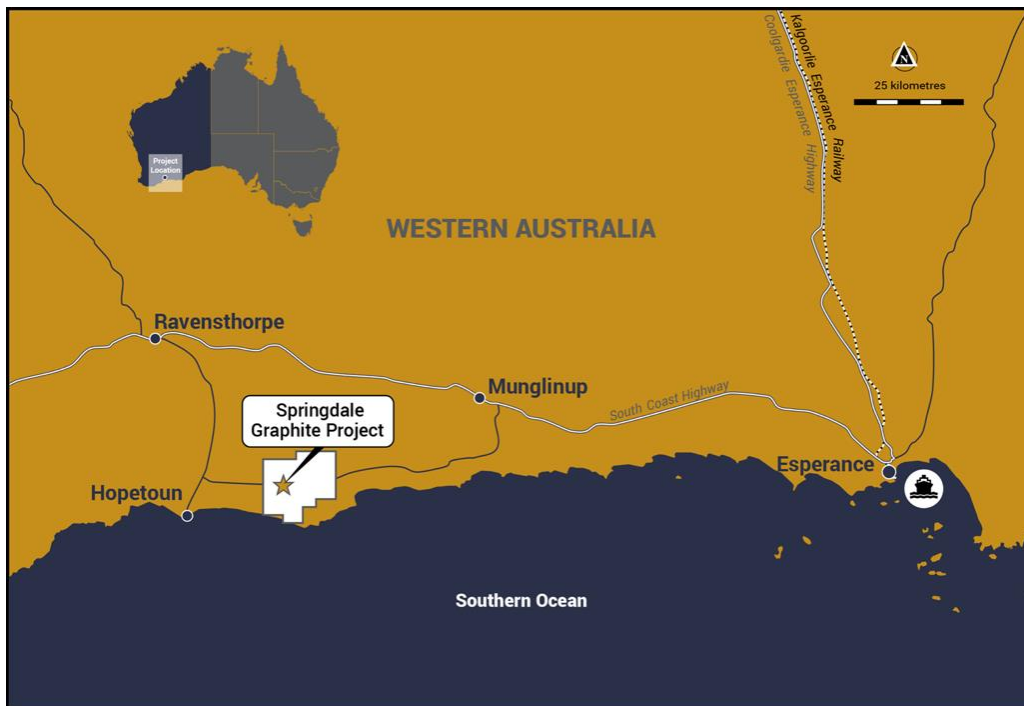 Project
Location
WESTERN AUSTRALIA
Kalgoorlie Esperance Railway
Coolgardie Esperance Highway
N
25 kilometres
Ravensthorpe
Munglinup
South Coast Highway
Springdale
Graphite Project
Esperance
Hopetoun
Southern Ocean